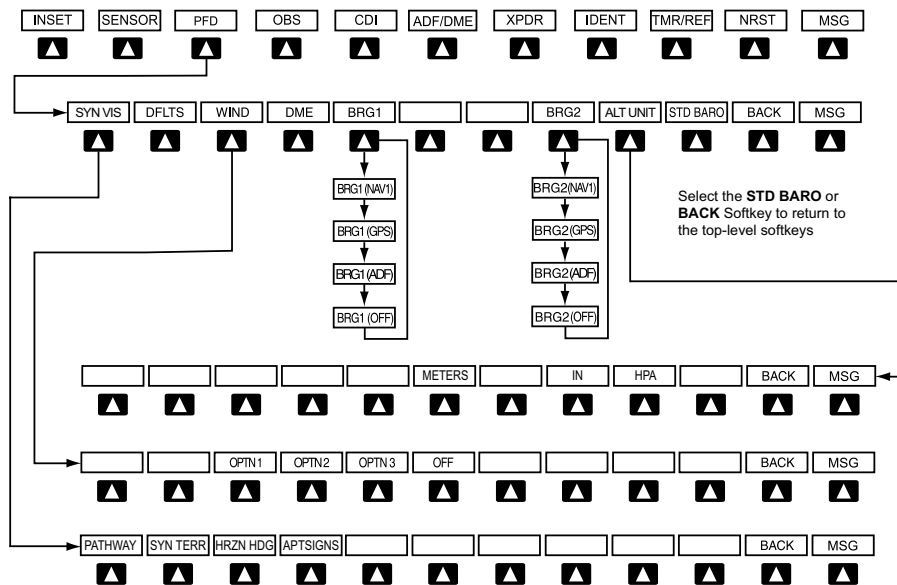 INSET SENSOR PFD OBS CDI ADF/DME XPDR IDENT TMR/REF NRST MSG
SYN VIS DFLTS WIND DME BRG1 BRG2 ALT UNIT STD BARO BACK MSG
BRG1 (NAV1) BRG2(NAV1)
BRG1 (GPS) BRG2 (GPS)
BRG1 (ADF) BRG2 (ADF)
BRG1 (OFF) BRG2 (OFF)
Select the STD BARO or
BACK Softkey to return to
the top-level softkeys
METERS IN HPA BACK MSG
OPTN 1 OPTN 2 OPTN 3 OFF BACK MSG
PATHWAY SYN TERR HRZN HDG APTSIGNS BACK MSG